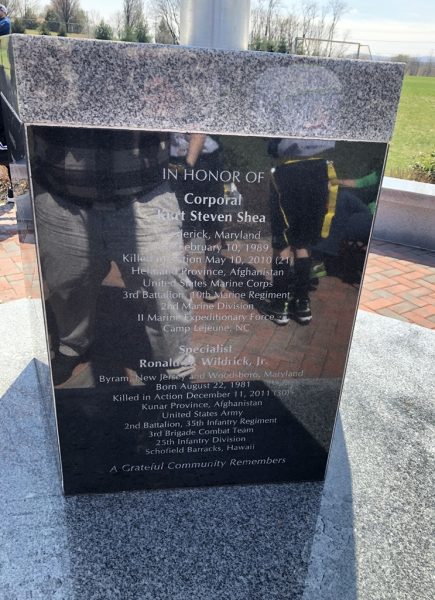 IN HONOR OF
Corporal
Kurt Steven Shea
Frederick, Maryland
February 10, 1989
Killed in Action May 10, 2010 (21)
Helmand Province, Afghanistan
United States Marine Corps
3rd Battalion, 10th Marine Regiment
2nd Marine Division
II Marine Expeditionary Force
Camp Lejeune, NC
Specialist
Ronald Wildrick, Jr.
Byram, New Jersey and Woodsboro, Maryland
Born August 22, 1981
Killed in Action December 11, 2011 (30)
Kunar Province, Afghanistan
United States Army
2nd Battalion, 35th Infantry Regiment
3rd Brigade Combat Team
25th Infantry Division
Schofield Barracks, Hawaii
A Grateful Community Remembers